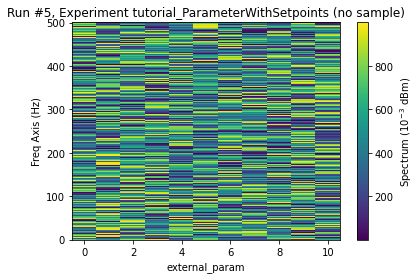 Run #5, Experiment tutorial_ParameterWithSetpoints (no sample)
500
400
300
200
100
0
Freq Axis (Hz)
0 2 4 6 8 10
external_param
800
600
400
200
Spectrum (10⁻³ dBm)